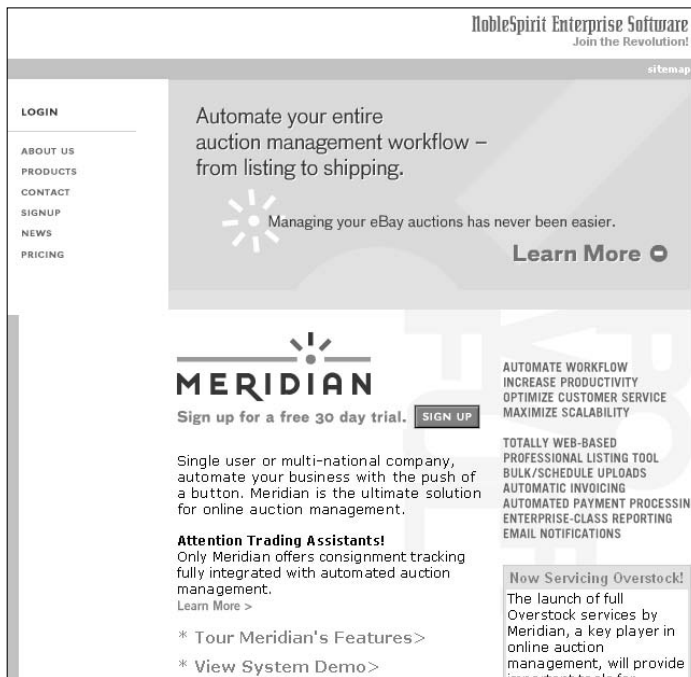 NobleSpirit Enterprise Software
Join the Revolution!
sitemap
LOGIN
ABOUT US
PRODUCTS
CONTACT
SIGNUP
NEWS
PRICING
Automate your entire
auction management workflow –
from listing to shipping.
Managing your eBay auctions has never been easier.
Learn More
MERIDIAN
Sign up for a free 30 day trial. SIGN UP
Single user or multi-national company,
automate your business with the push of
a button. Meridian is the ultimate solution
for online auction management.
Attention Trading Assistants!
Only Meridian offers consignment tracking
fully integrated with automated auction
management.
Learn More >
* Tour Meridian's Features>
* View System Demo>
AUTOMATE WORKFLOW
INCREASE PRODUCTIVITY
OPTIMIZE CUSTOMER SERVICE
MAXIMIZE SCALABILITY
TOTALLY WEB-BASED
PROFESSIONAL LISTING TOOL
BULK/SCHEDULE UPLOADS
AUTOMATIC INVOICING
AUTOMATED PAYMENT PROCESSIN
ENTERPRISE-CLASS REPORTING
EMAIL NOTIFICATIONS
Now Servicing Overstock!
The launch of full
Overstock services by
Meridian, a key player in
online auction
management, will provide
important tools for